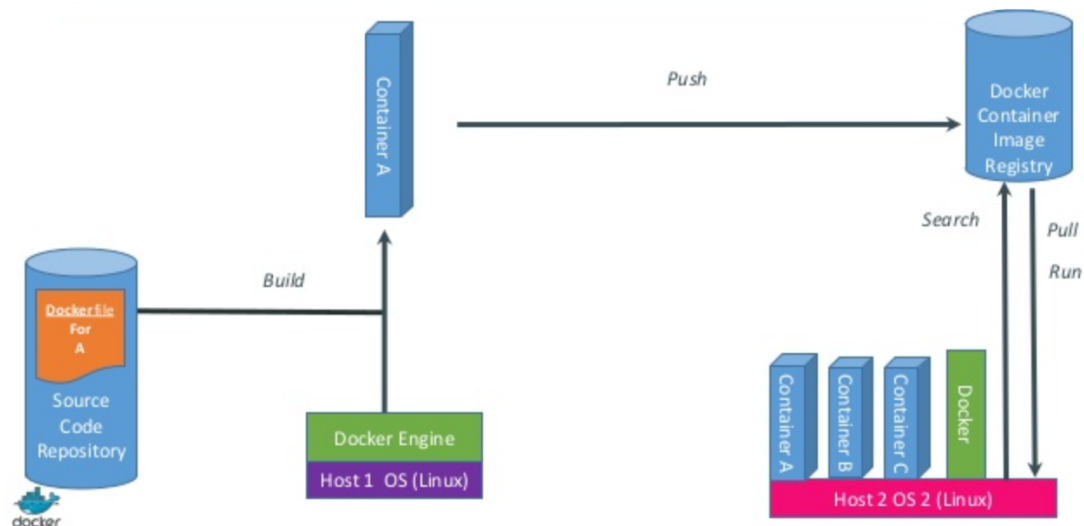 Container A
Push
Docker
Container
Image
Registry
Search
Pull
Run
Build
Dockerfile
For
A
Source
Code
Repository
Docker Engine
Host 1 OS (Linux)
Container A
Container B
Container C
Docker
Host 2 OS 2 (Linux)
docker